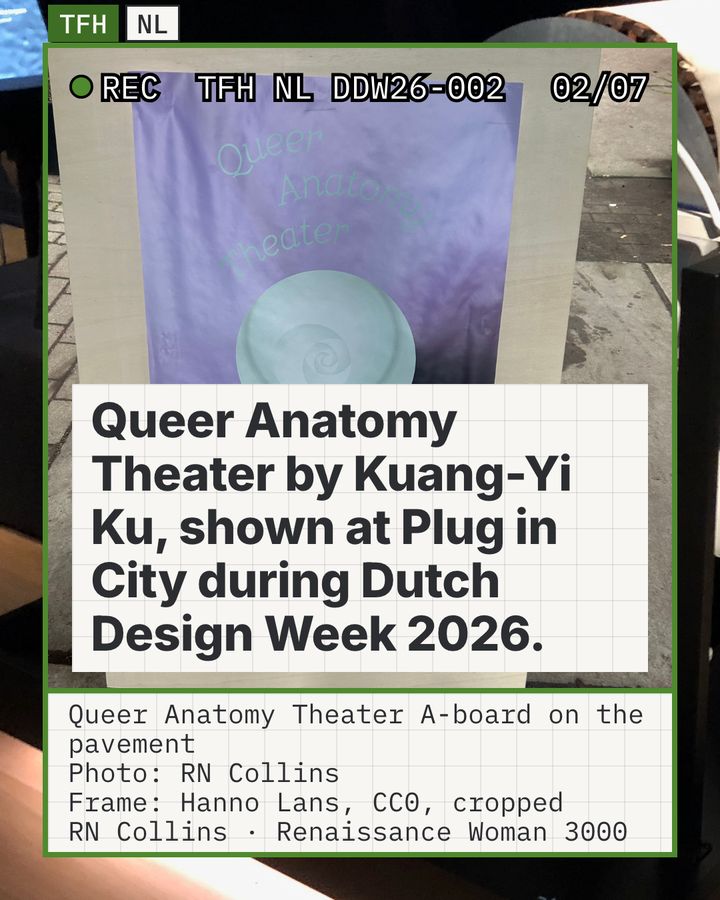 TFH NL
REC TFH NL DDW26-002 02/07
Queer
Anatomy
Theater
Queer Anatomy
Theater by Kuang-Yi
Ku, shown at Plug in
City during Dutch
Design Week 2026.
Queer Anatomy Theater A-board on the
pavement
Photo: RN Collins
Frame: Hanno Lans, CC0, cropped
RN Collins · Renaissance Woman 3000